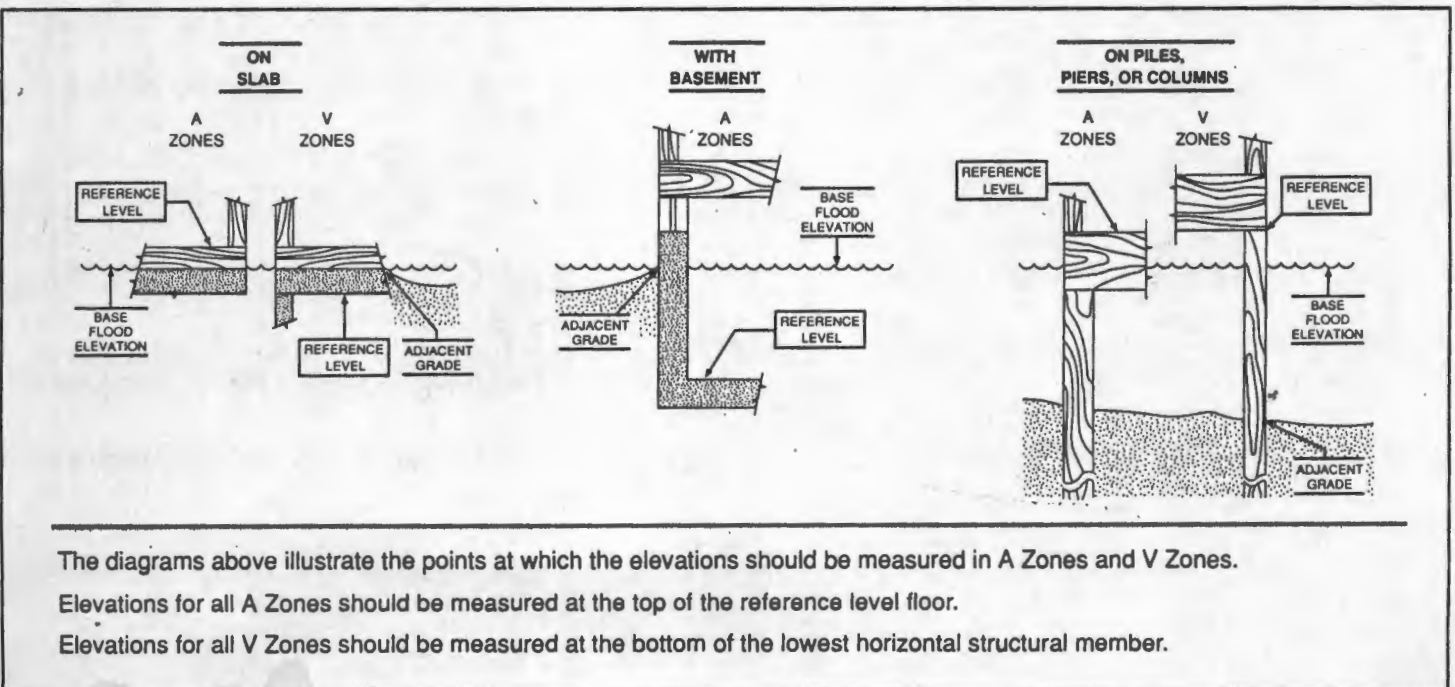 ON
SLAB
A
ZONES
V
ZONES
REFERENCE
LEVEL
BASE
FLOOD
ELEVATION
REFERENCE
LEVEL
ADJACENT
GRADE
WITH
BASEMENT
A
ZONES
BASE
FLOOD
ELEVATION
ADJACENT
GRADE
REFERENCE
LEVEL
ON PILES,
PIERS, OR COLUMNS
A
ZONES
V
ZONES
REFERENCE
LEVEL
REFERENCE
LEVEL
BASE
FLOOD
ELEVATION
ADJACENT
GRADE
The diagrams above illustrate the points at which the elevations should be measured in A Zones and V Zones.
Elevations for all A Zones should be measured at the top of the reference level floor.
Elevations for all V Zones should be measured at the bottom of the lowest horizontal structural member.